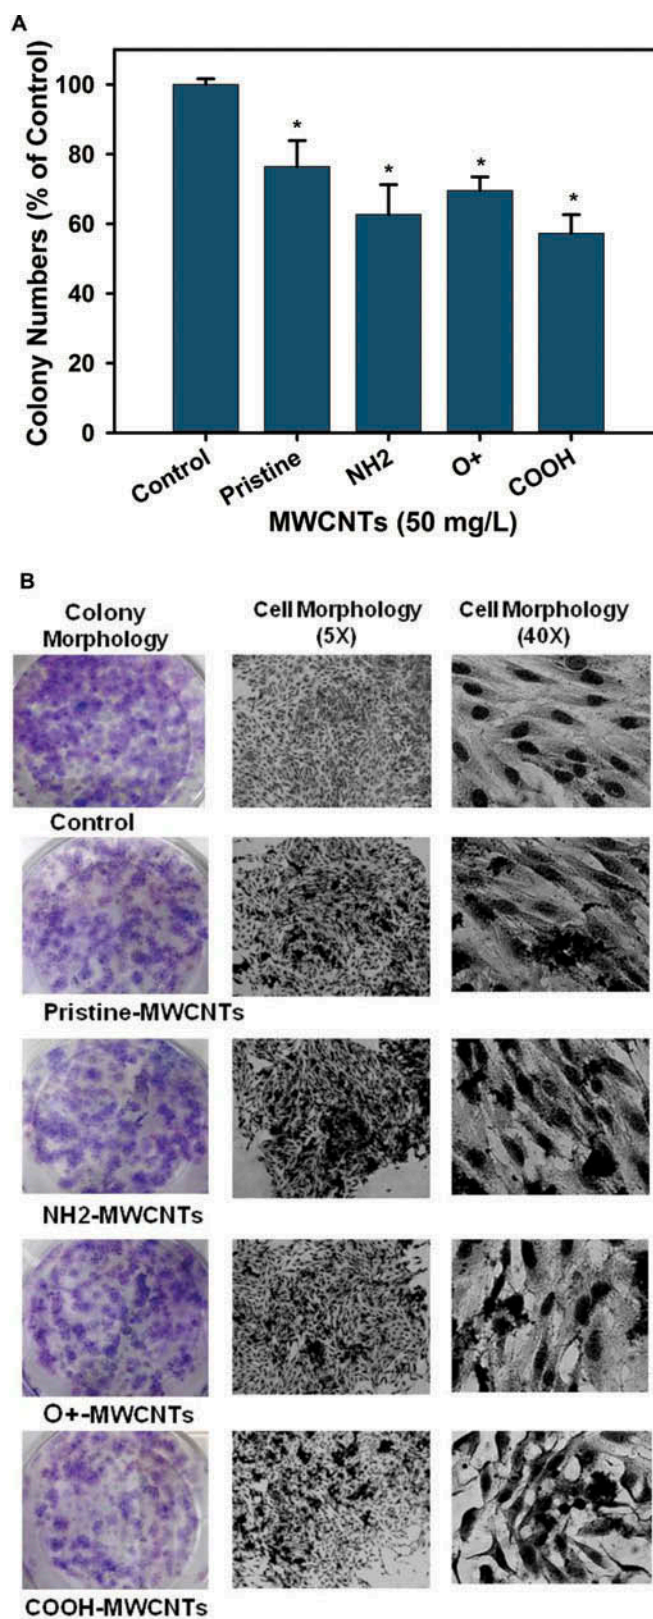 A
Colony Numbers (% of Control)
100
80
60
40
20
0
*
*
*
*
Control
Pristine
NH2
O+
COOH
MWCNTs (50 mg/L)
B
Colony
Morphology
Cell Morphology
(5X)
Cell Morphology
(40X)
Control
Pristine-MWCNTs
NH2-MWCNTs
O+-MWCNTs
COOH-MWCNTs